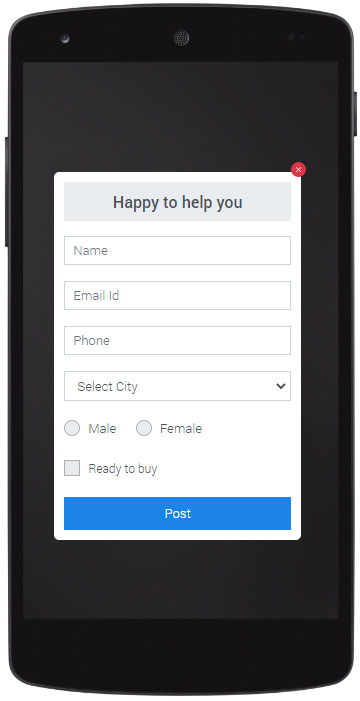 Happy to help you
Name
Email Id
Phone
Select City
Male Female
Ready to buy
Post